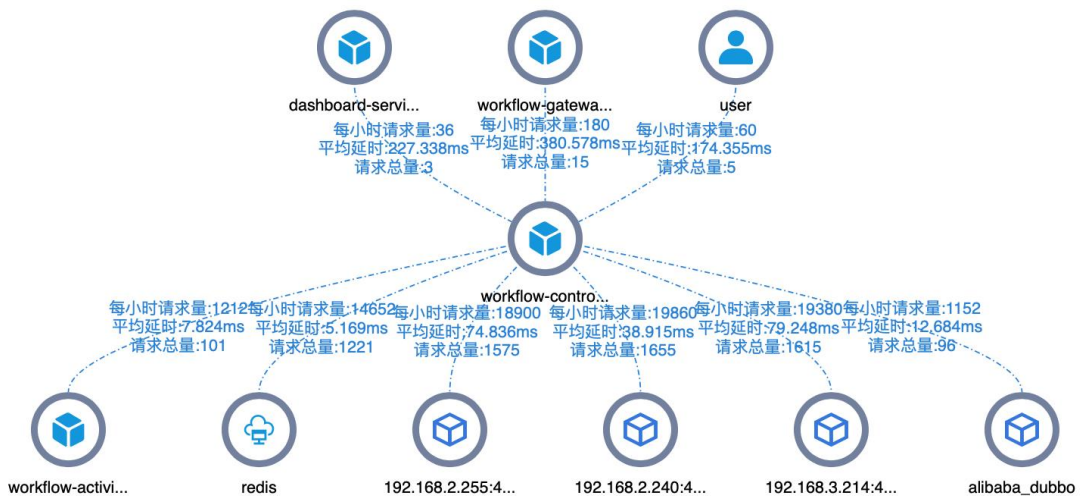 dashboard-servi...
workflow-gatewa...
user
每小时请求量:36
平均延时:227.338ms
请求总量:3
每小时请求量:180
平均延时:380.578ms
请求总量:15
每小时请求量:60
平均延时:174.355ms
请求总量:5
workflow-contro...
每小时请求量:1212
平均延时:7.824ms
请求总量:101
每小时请求量:14652
平均延时:5.169ms
请求总量:1221
每小时请求量:18900
平均延时:74.836ms
请求总量:1575
每小时请求量:19860
平均延时:38.915ms
请求总量:1655
每小时请求量:19380
平均延时:79.248ms
请求总量:1615
每小时请求量:1152
平均延时:12.684ms
请求总量:96
workflow-activi...
redis
192.168.2.255:4...
192.168.2.240:4...
192.168.3.214:4...
alibaba_dubbo